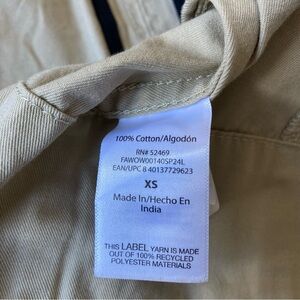 100% Cotton/Algodón
RN# 52469
FAWOW00140SP24L
EAN/UPC 8 40137729623
XS
Made In/Hecho En
India
THIS LABEL YARN IS MADE
OUT OF 100% RECYCLED
POLYESTER MATERIALS